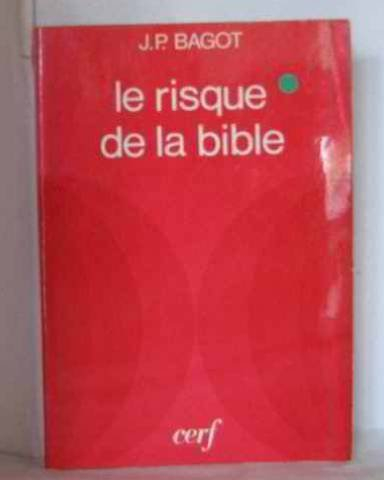 J.P. BAGOT
le risque
de la bible
cerf